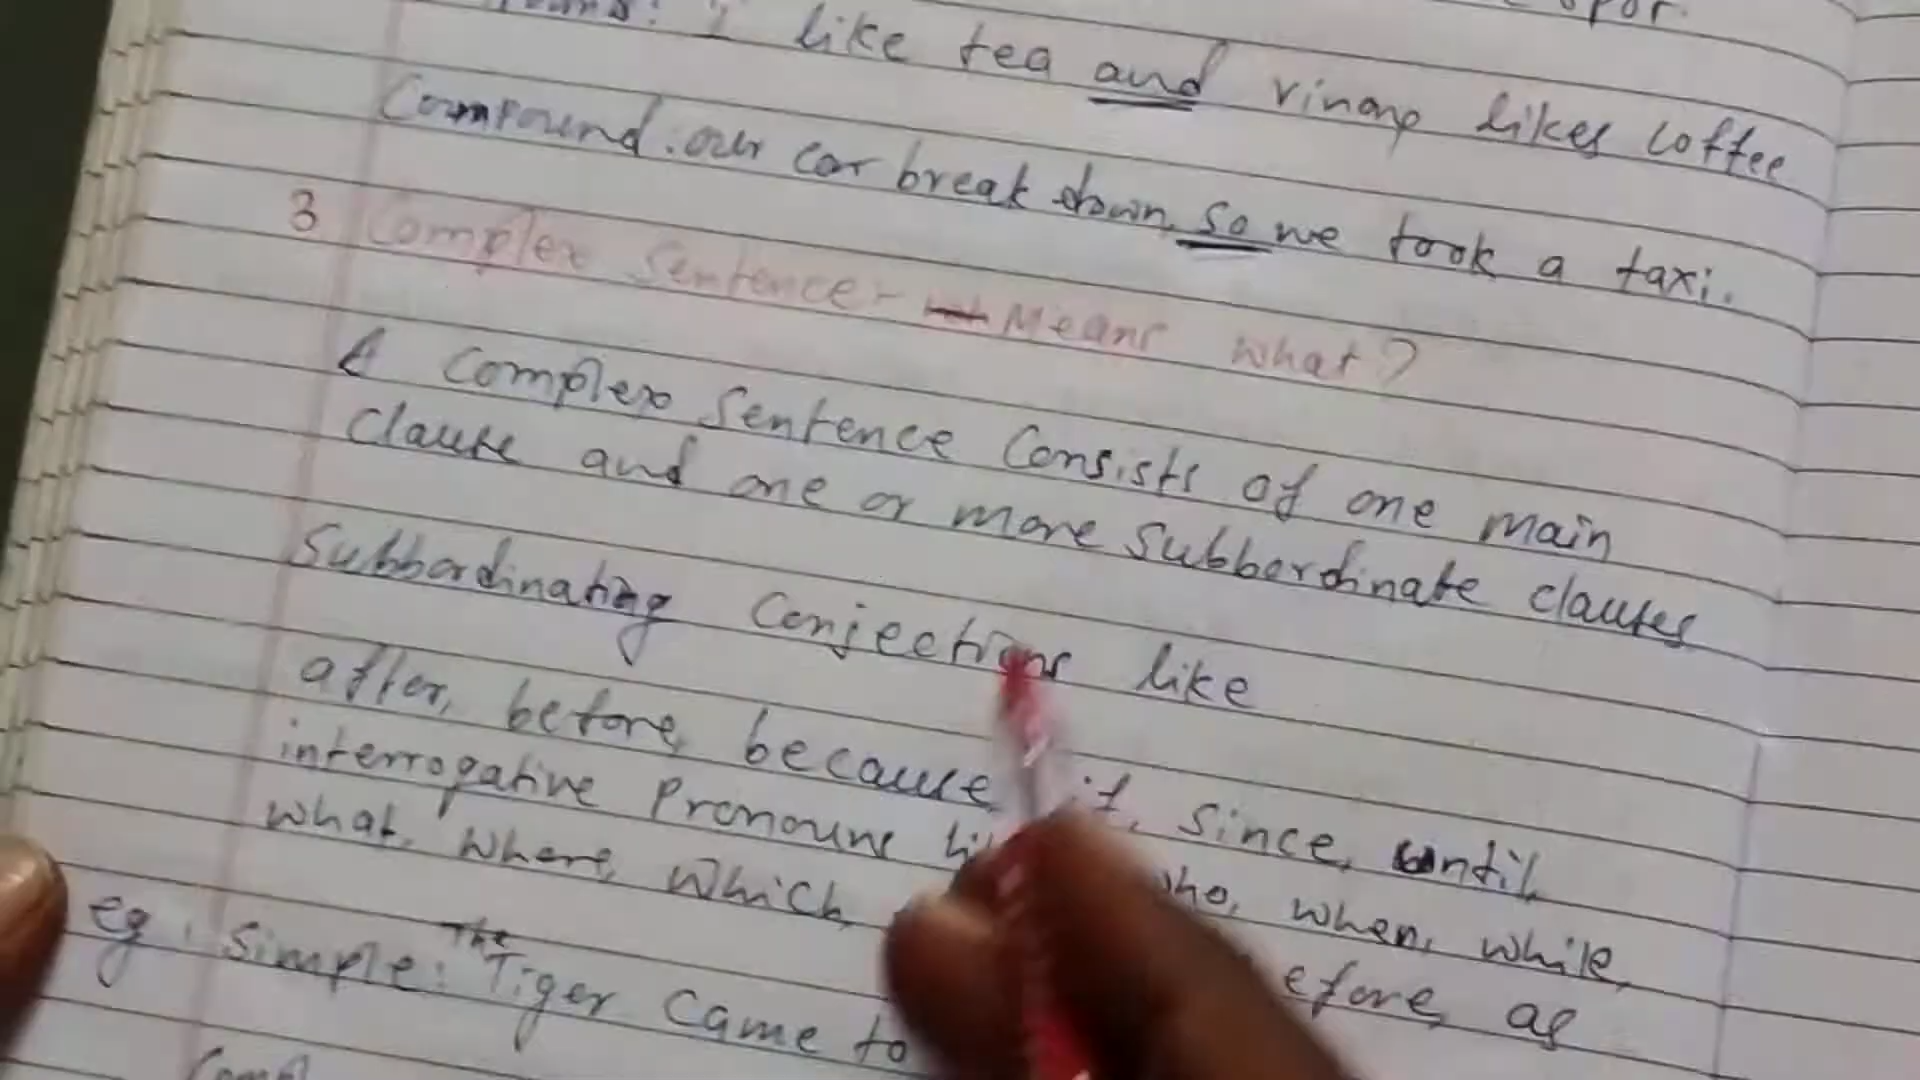 I like tea and vinay likes coffee
Compound: our car break down, so we took a taxi.
3 Complex Sentence- Means what?
A Complex Sentence Consists of one main
Clause and one or more Subbordinate clauses
Subbordinating Conjections like
after, before, because, if, since, until,
interrogative Pronouns who, when, while,
what, where, which, as
eg: Simple: The Tiger Came to